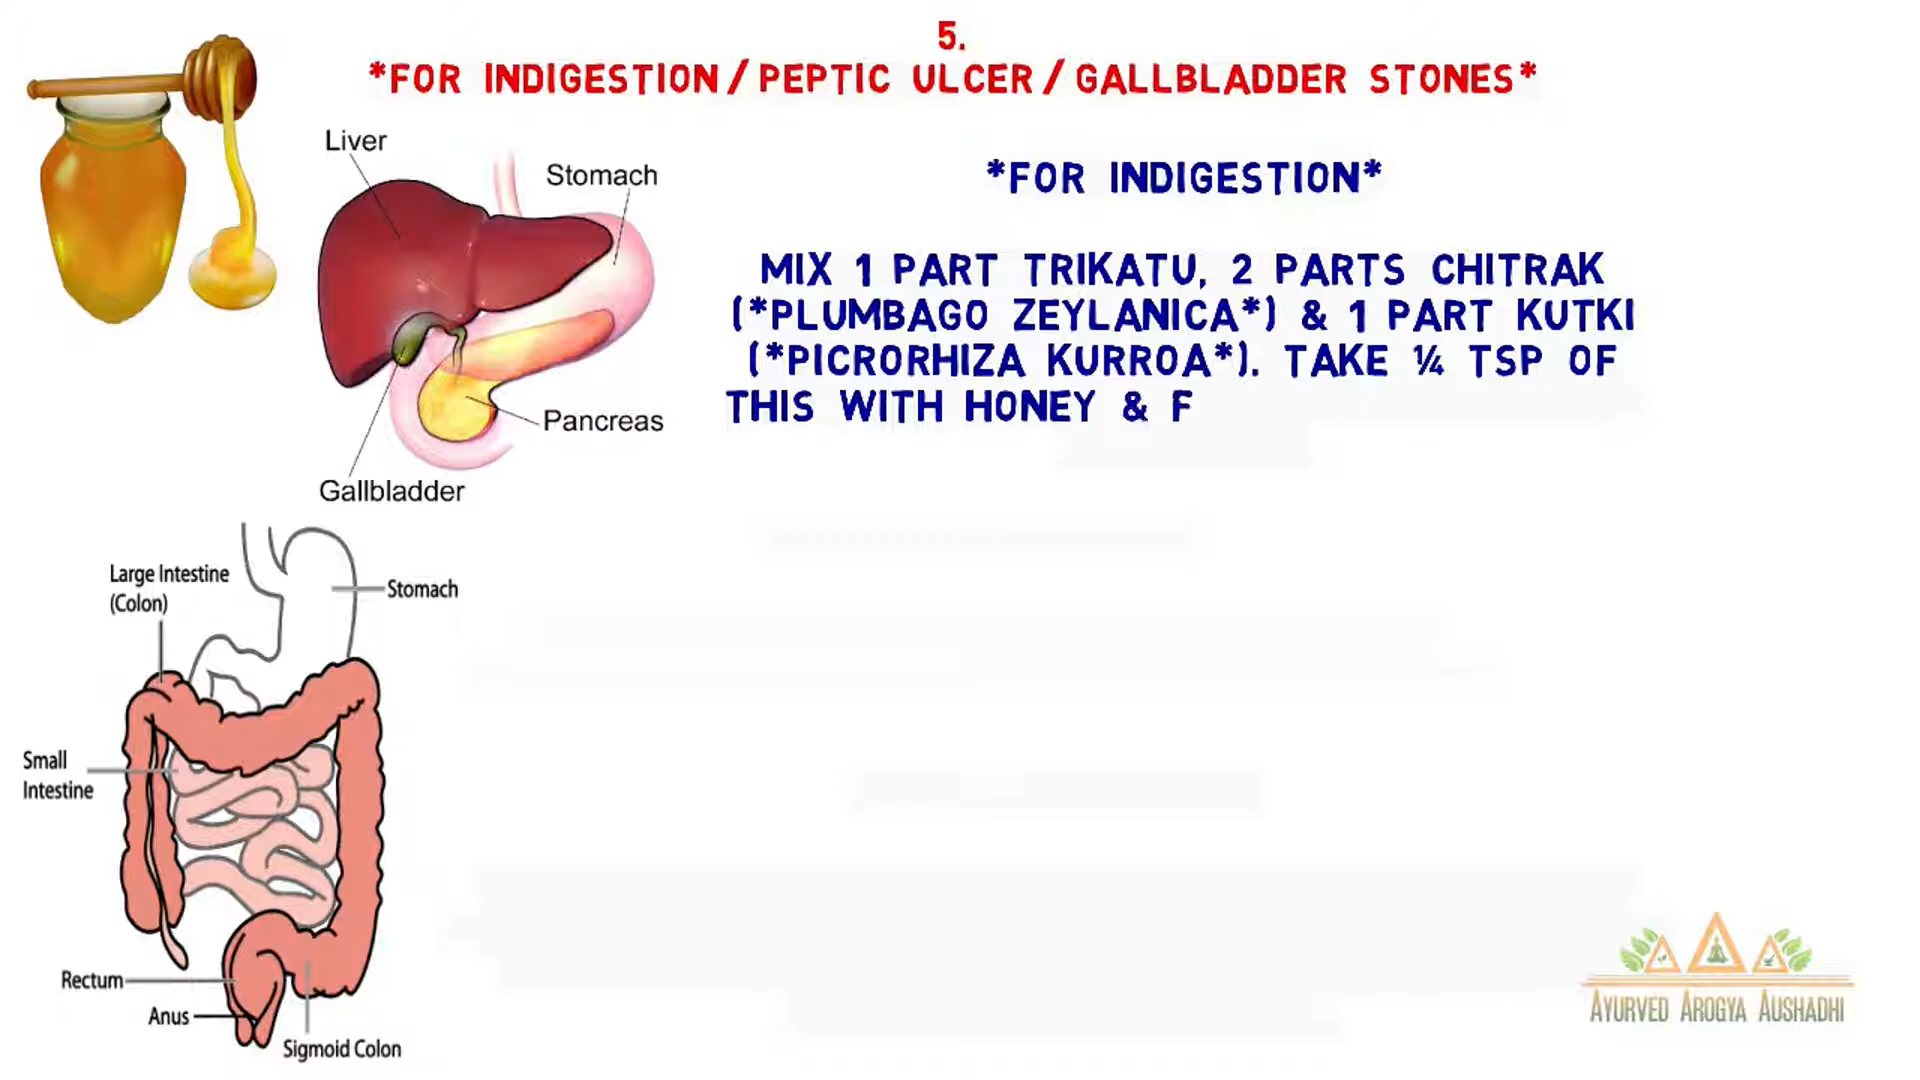 5.
*FOR INDIGESTION/PEPTIC ULCER/GALLBLADDER STONES*
Liver
Stomach
Pancreas
Gallbladder
*FOR INDIGESTION*
MIX 1 PART TRIKATU, 2 PARTS CHITRAK
(*PLUMBAGO ZEYLANICA*) & 1 PART KUTKI
(*PICRORHIZA KURROA*). TAKE ¼ TSP OF
THIS WITH HONEY & F
Large Intestine
(Colon)
Stomach
Small
Intestine
Rectum
Anus
Sigmoid Colon
AYURVED AROGYA AUSHADHI